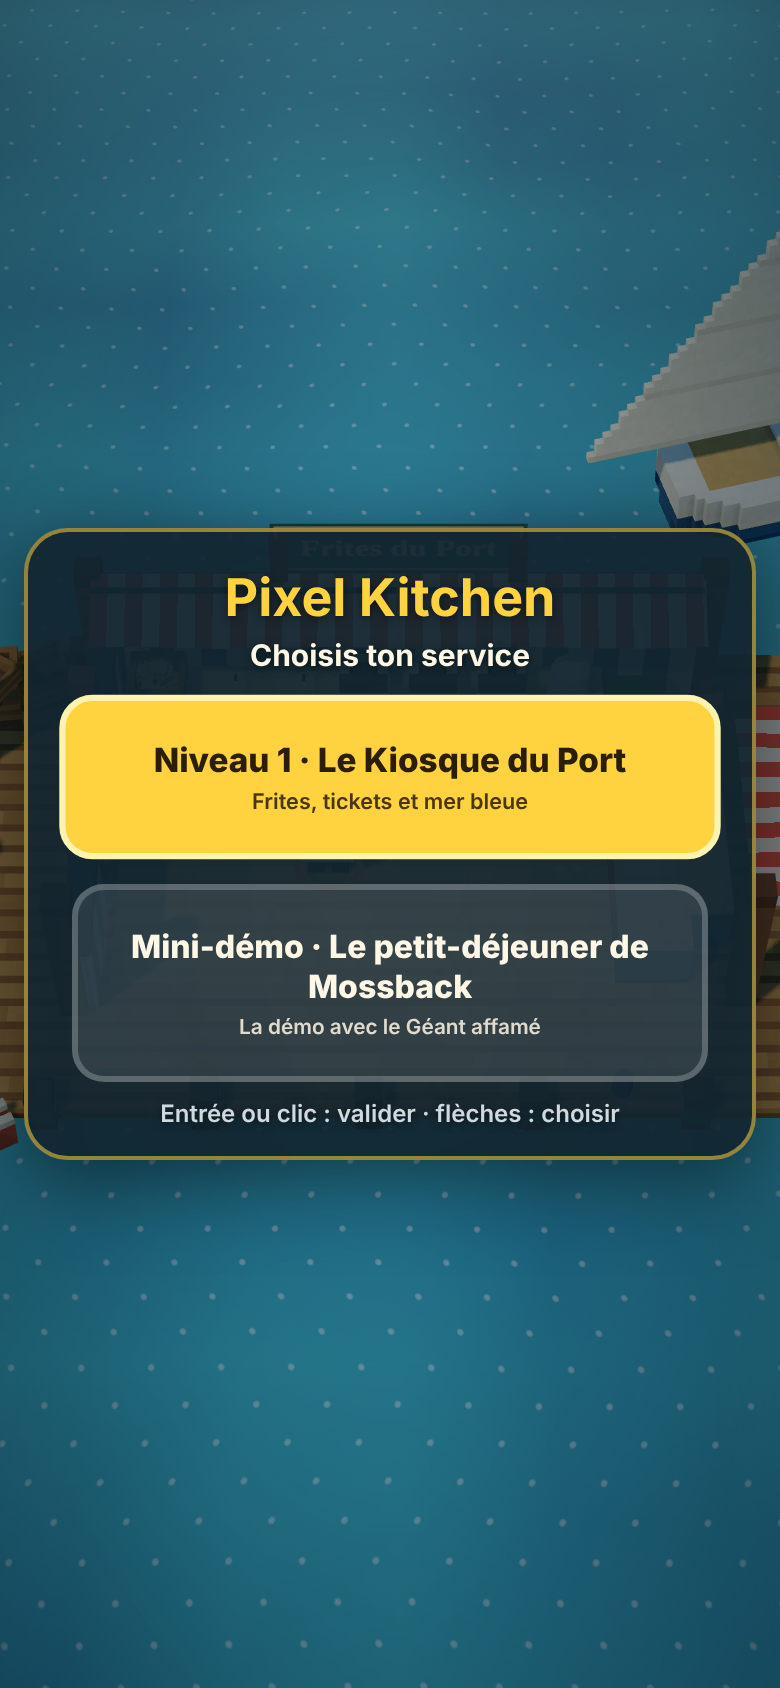 Frites du Port
Pixel Kitchen
Choisis ton service
Niveau 1 · Le Kiosque du Port
Frites, tickets et mer bleue
Mini-démo · Le petit-déjeuner de
Mossback
La démo avec le Géant affamé
Entrée ou clic : valider · flèches : choisir